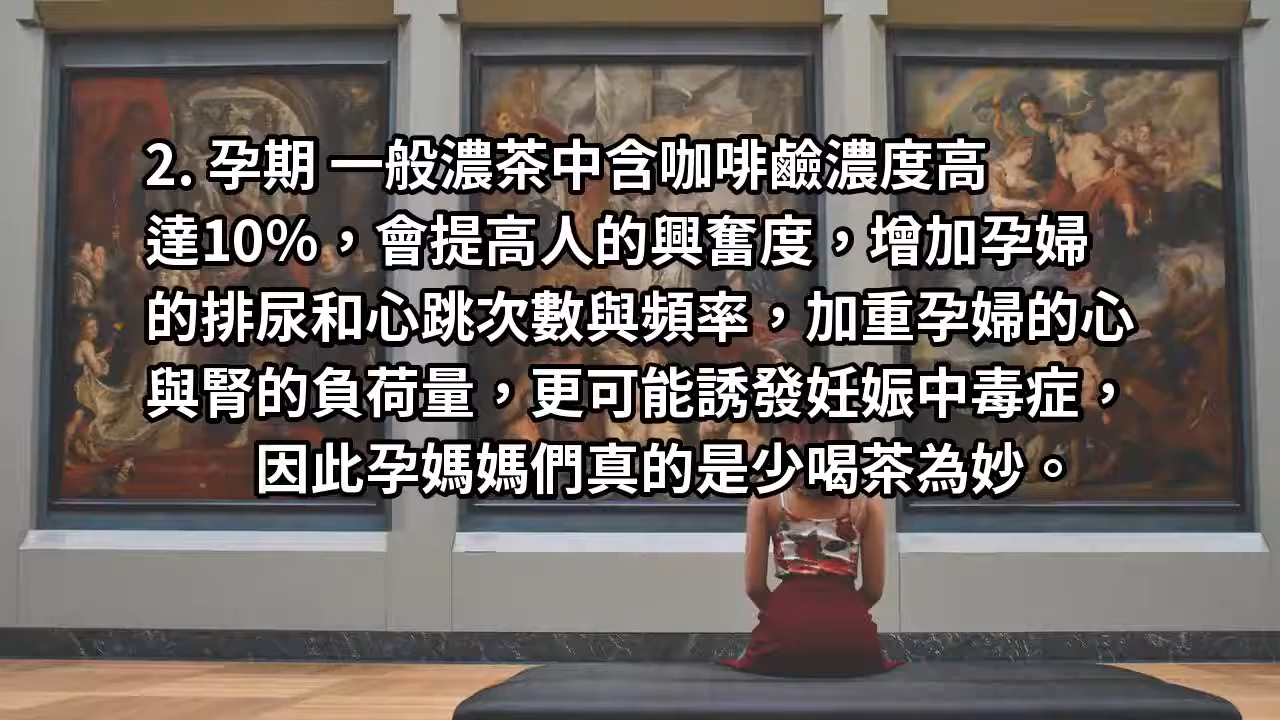 2. 孕期 一般濃茶中含咖啡鹼濃度高
達10%，會提高人的興奮度，增加孕婦
的排尿和心跳次數與頻率，加重孕婦的心
與腎的負荷量，更可能誘發妊娠中毒症，
因此孕媽媽們真的是少喝茶為妙。